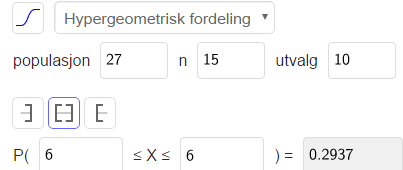 Hypergeometrisk fordeling
populasjon 27 n 15 utvalg 10
P( 6 ≤ X ≤ 6 ) = 0.2937